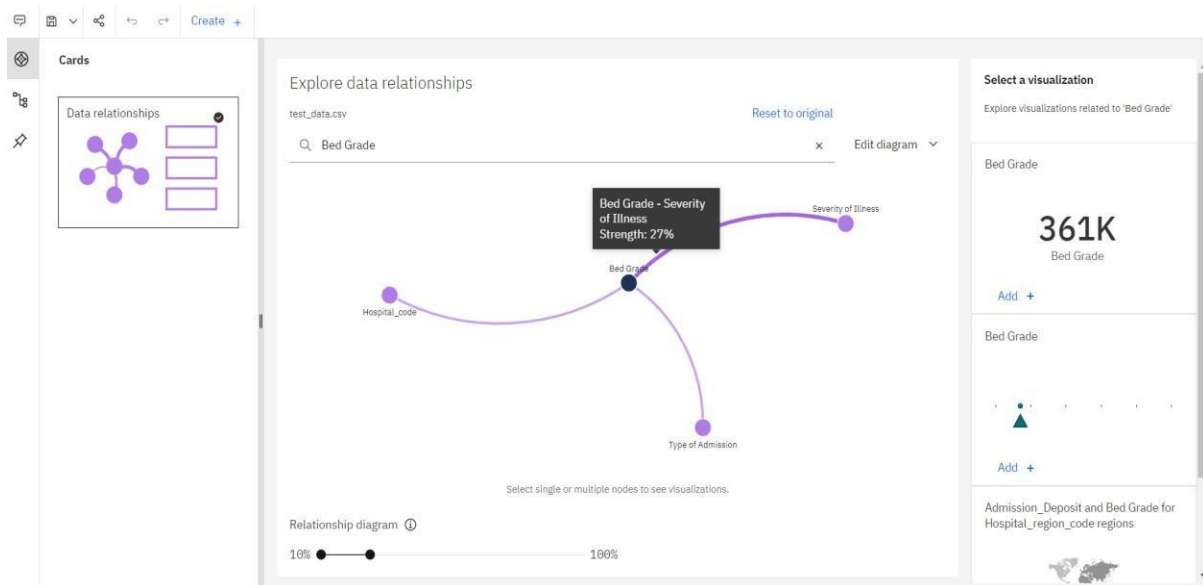 Create +
Cards
Data relationships
Explore data relationships
test_data.csv
Reset to original
Bed Grade
Edit diagram
Bed Grade - Severity
of Illness
Strength: 27%
Severity of Illness
Bed Grade
Hospital_code
Type of Admission
Select single or multiple nodes to see visualizations.
Relationship diagram
10%
100%
Select a visualization
Explore visualizations related to 'Bed Grade'
Bed Grade
361K
Bed Grade
Add +
Bed Grade
Add +
Admission_Deposit and Bed Grade for
Hospital_region_code regions